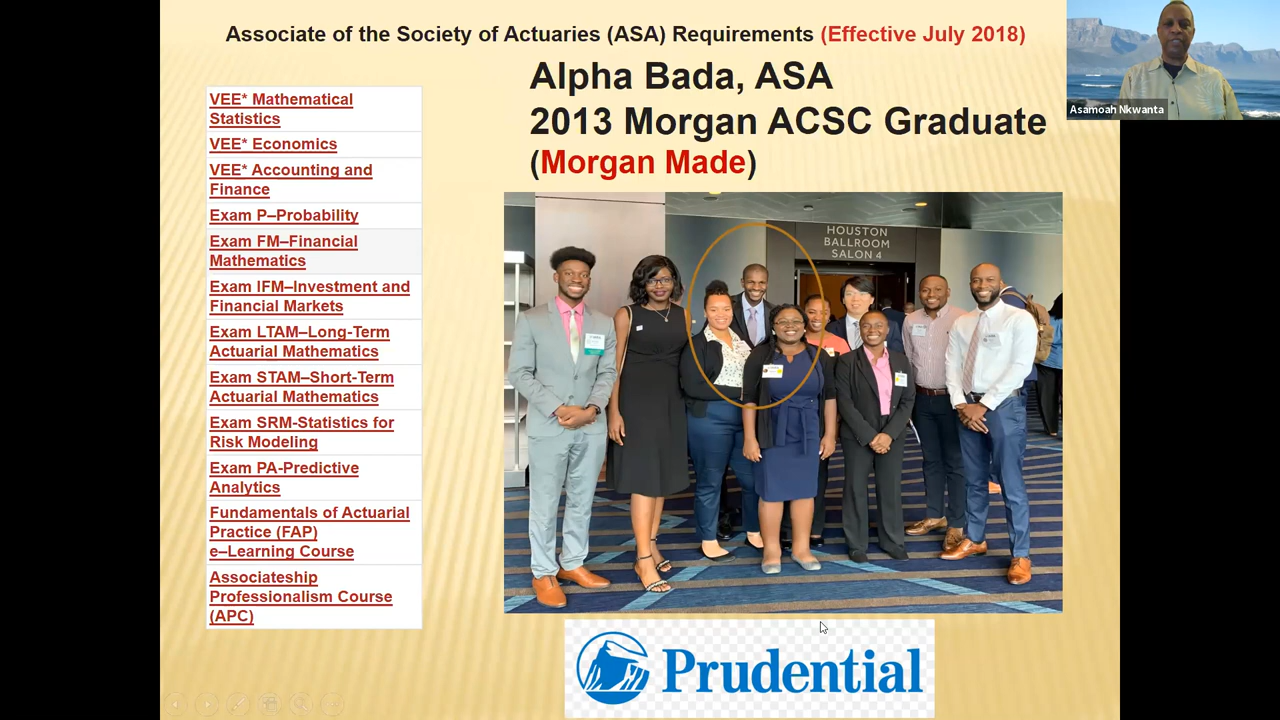 Associate of the Society of Actuaries (ASA) Requirements (Effective July 2018)
Alpha Bada, ASA
2013 Morgan ACSC Graduate
(Morgan Made)
Asamoah Nkwanta
VEE* Mathematical
Statistics
VEE* Economics
VEE* Accounting and
Finance
Exam P–Probability
Exam FM–Financial
Mathematics
Exam IFM–Investment and
Financial Markets
Exam LTAM–Long-Term
Actuarial Mathematics
Exam STAM–Short-Term
Actuarial Mathematics
Exam SRM-Statistics for
Risk Modeling
Exam PA-Predictive
Analytics
Fundamentals of Actuarial
Practice (FAP)
e–Learning Course
Associateship
Professionalism Course
(APC)
HOUSTON
BALLROOM
SALON 4
Prudential